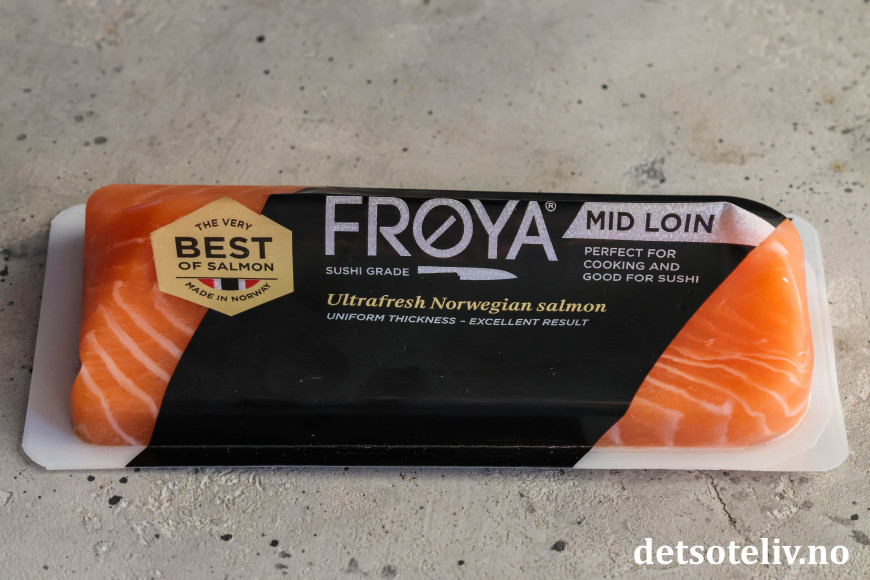 THE VERY
BEST
OF SALMON
MADE IN NORWAY
FRØYA®
SUSHI GRADE
MID LOIN
PERFECT FOR
COOKING AND
GOOD FOR SUSHI
Ultrafresh Norwegian salmon
UNIFORM THICKNESS – EXCELLENT RESULT
detsoteliv.no